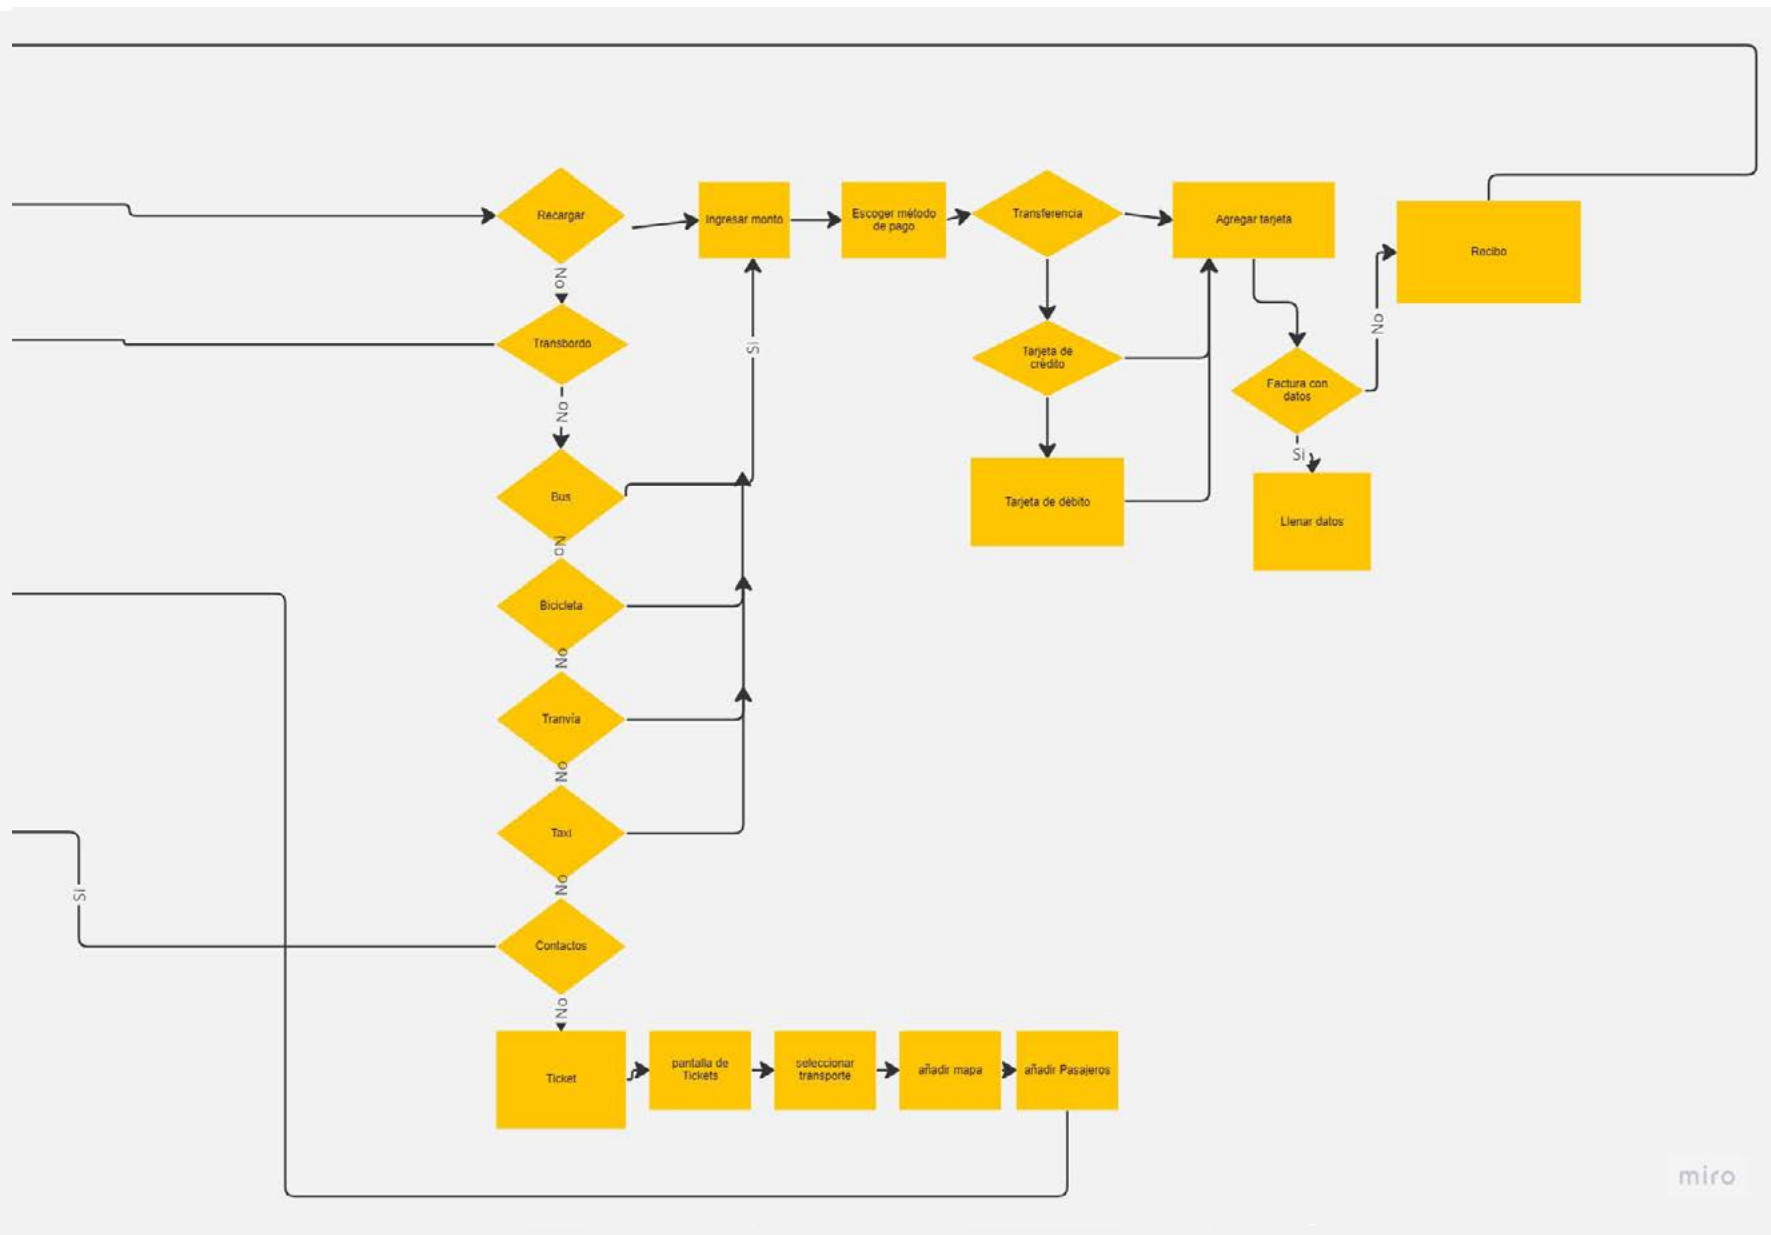 Recargar
Ingresar monto
Escoger método
de pago
Transferencia
Agregar tarjeta
Recibo
No
Transbordo
Si
Tarjeta de
crédito
No
Factura con
datos
No
Si
Bus
Tarjeta de débito
Llenar datos
No
Bicicleta
No
Tranvía
No
Taxi
No
Si
Contactos
No
Ticket
pantalla de
Tickets
seleccionar
transporte
añadir mapa
añadir Pasajeros
miro